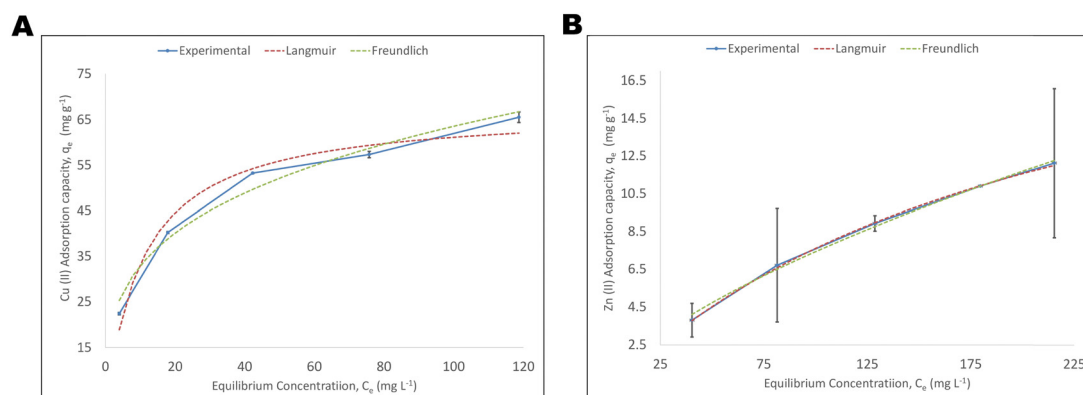 A
Experimental Langmuir Freundlich
Cu (II) Adsorption capacity, qₑ (mg g⁻¹)
75
65
55
45
35
25
15
0 20 40 60 80 100 120
Equilibrium Concentratiion, Cₑ (mg L⁻¹)
B
Experimental Langmuir Freundlich
Zn (II) Adsorption capacity, qₑ (mg g⁻¹)
16.5
14.5
12.5
10.5
8.5
6.5
4.5
2.5
25 75 125 175 225
Equilibrium Concentratiion, Cₑ (mg L⁻¹)